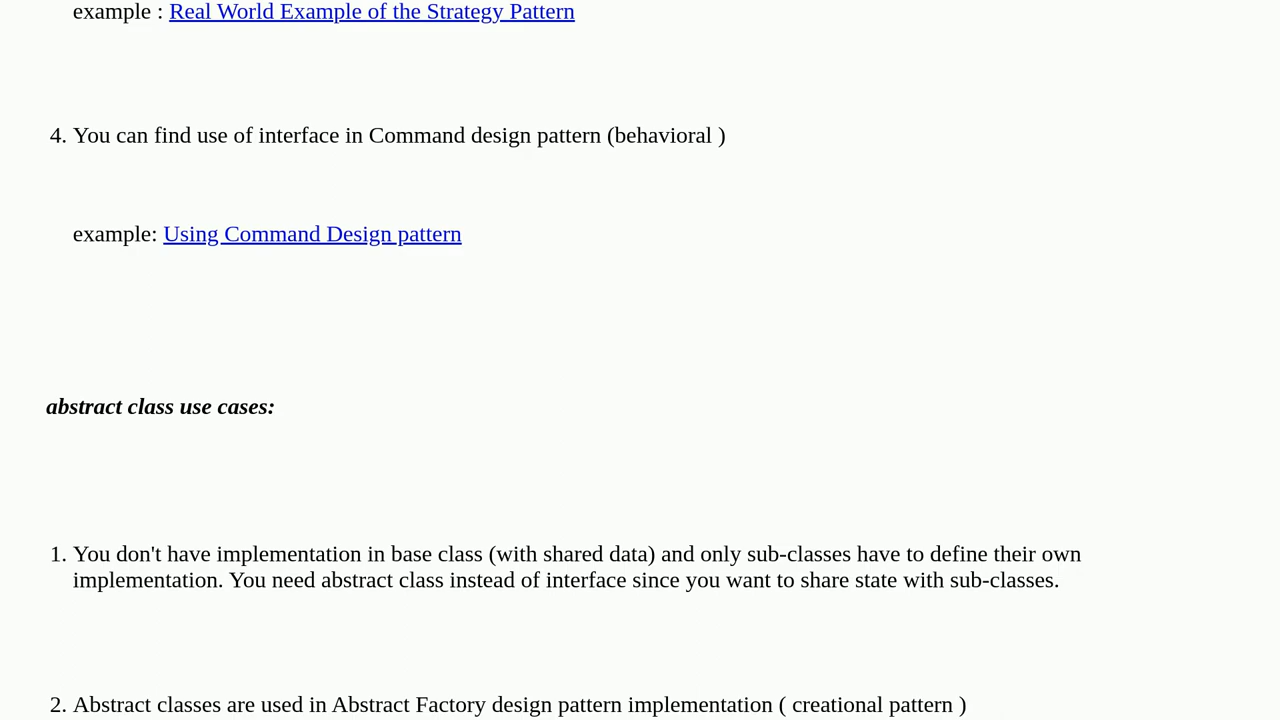 example : Real World Example of the Strategy Pattern
4. You can find use of interface in Command design pattern (behavioral )
example: Using Command Design pattern
abstract class use cases:
1. You don't have implementation in base class (with shared data) and only sub-classes have to define their own
implementation. You need abstract class instead of interface since you want to share state with sub-classes.
2. Abstract classes are used in Abstract Factory design pattern implementation ( creational pattern )